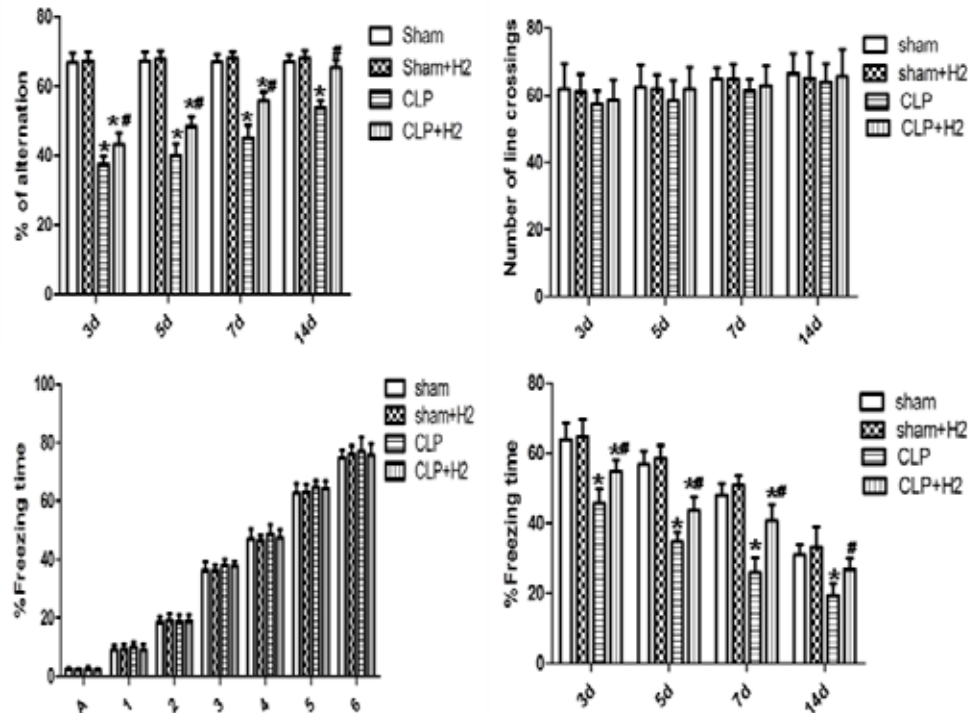 80
60
40
20
0
% of alternation
* * # * *# * *# * #
3d 5d 7d 14d
Sham
Sham+H2
CLP
CLP+H2
80
60
40
20
0
Number of line crossings
3d 5d 7d 14d
sham
sham+H2
CLP
CLP+H2
100
80
60
40
20
0
%Freezing time
A 1 2 3 4 5 6
sham
sham+H2
CLP
CLP+H2
80
60
40
20
0
% Freezing time
* *# * *# * *# * #
3d 5d 7d 14d
sham
sham+H2
CLP
CLP+H2